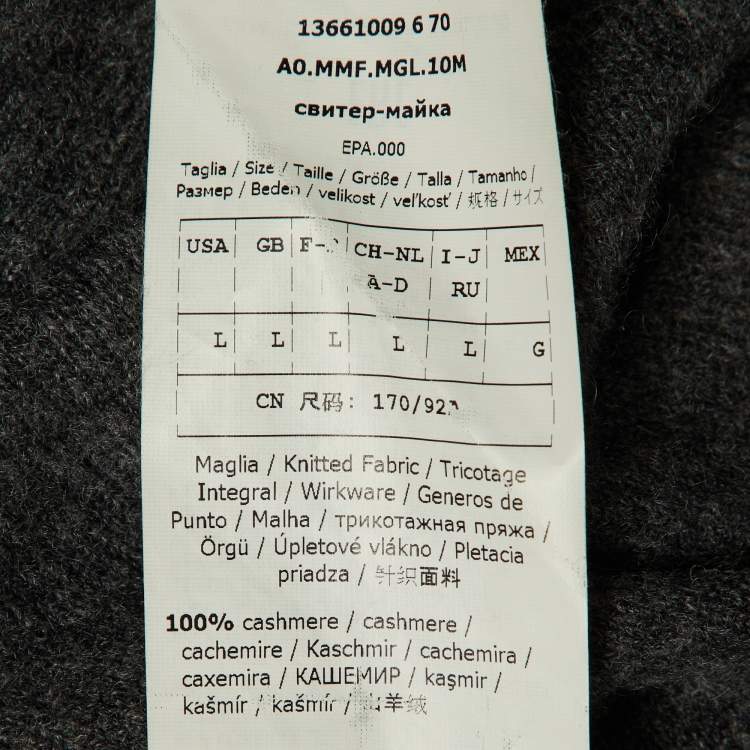 13661009 6 70
A0.MMF.MGL.10M
свитер-майка
EPA.000
Taglia / Size / Taille / Größe / Talla / Tamanho /
Размер / Beden / velikost / veľkosť / 规格 / サイズ
USA GB CH-NL I-J MEX
A-D RU
L L L L L G
CN 尺码: 170/92
Maglia / Knitted Fabric / Tricotage
Integral / Wirkware / Generos de
Punto / Malha / трикотажная пряжа /
Örgü / Úpletové vlákno / Pletacia
priadza / 针织面料
100% cashmere / cashmere /
cachemire / Kaschmir / cachemira /
caxemira / КАШЕМИР / kaşmir /
kašmír / kašmír / 山羊绒